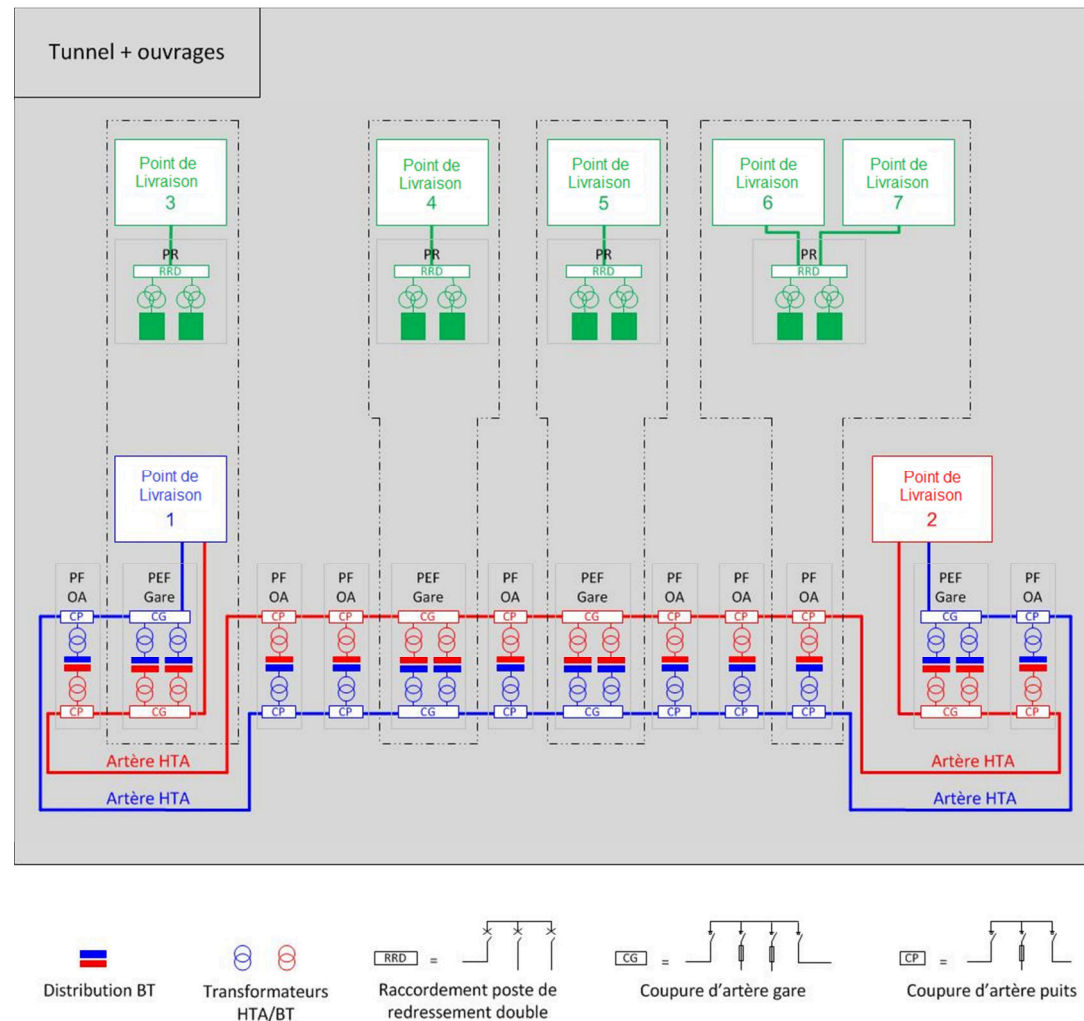 Tunnel + ouvrages
Point de
Livraison
3
Point de
Livraison
4
Point de
Livraison
5
Point de
Livraison
6
Point de
Livraison
7
PR
RRD
PR
RRD
PR
RRD
PR
RRD
Point de
Livraison
1
Point de
Livraison
2
PF
OA
PEF
Gare
PF
OA
PF
OA
PEF
Gare
PF
OA
PEF
Gare
PF
OA
PF
OA
PF
OA
PEF
Gare
PF
OA
CP CG CP CP CG CP CG CP CP CP CG CP
CP CG CP CP CG CP CG CP CP CP CG CP
Artère HTA Artère HTA
Artère HTA Artère HTA
RRD =
CG =
CP =
Distribution BT
Transformateurs
HTA/BT
Raccordement poste de
redressement double
Coupure d'artère gare
Coupure d'artère puits